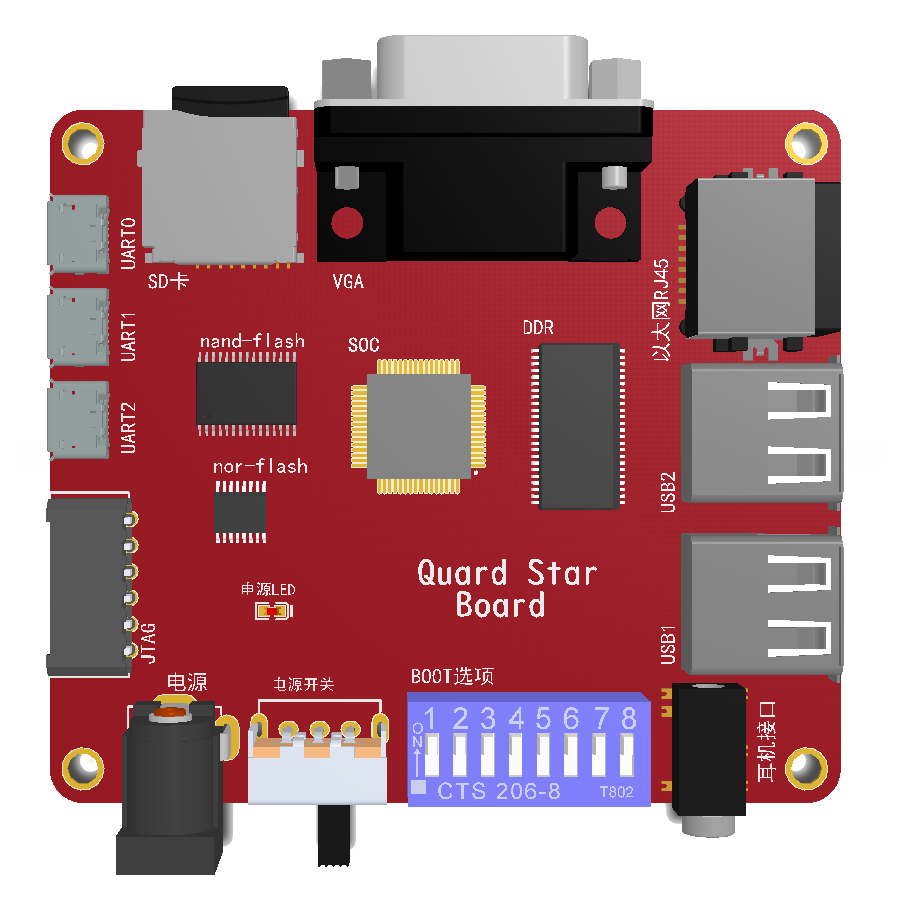 UART0
SD卡
VGA
以太网RJ45
UART1
nand-flash
SOC
DDR
UART2
nor-flash
USB2
Quard Star
Board
电源LED
JTAG
USB1
电源
电源开关
BOOT选项
1 2 3 4 5 6 7 8
ON
CTS 206-8
T802
耳机接口